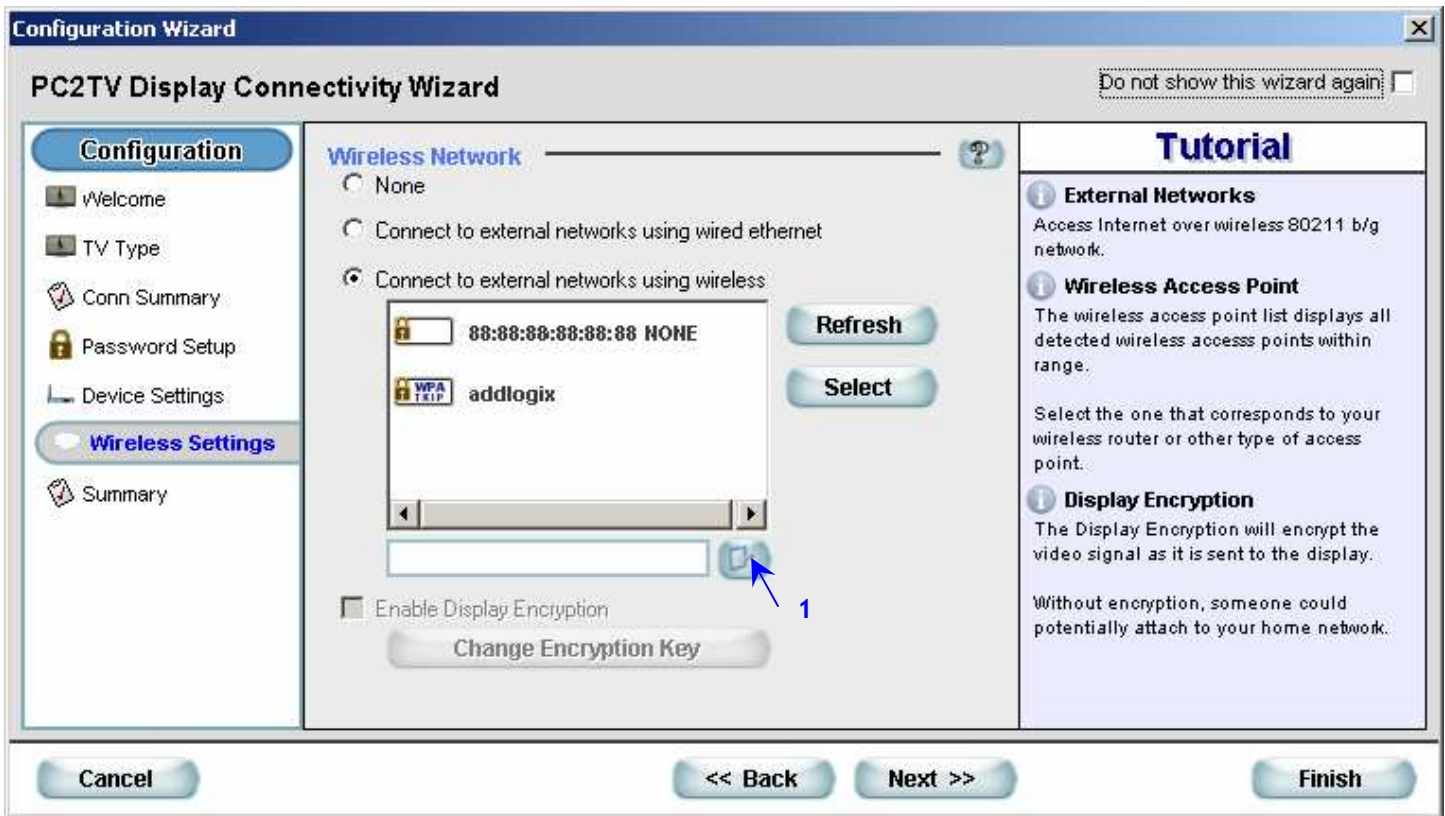 Configuration Wizard
PC2TV Display Connectivity Wizard
Do not show this wizard again
Configuration
Welcome
TV Type
Conn Summary
Password Setup
Device Settings
Wireless Settings
Summary
Wireless Network
?
None
Connect to external networks using wired ethernet
Connect to external networks using wireless
88:88:88:88:88:88 NONE
WPA
TKIP
addlogix
Refresh
Select
1
Enable Display Encryption
Change Encryption Key
Tutorial
External Networks
Access Internet over wireless 80211 b/g
network.
Wireless Access Point
The wireless access point list displays all
detected wireless accesss points within
range.
Select the one that corresponds to your
wireless router or other type of access
point.
Display Encryption
The Display Encryption will encrypt the
video signal as it is sent to the display.
Without encryption, someone could
potentially attach to your home network.
Cancel
<< Back
Next >>
Finish